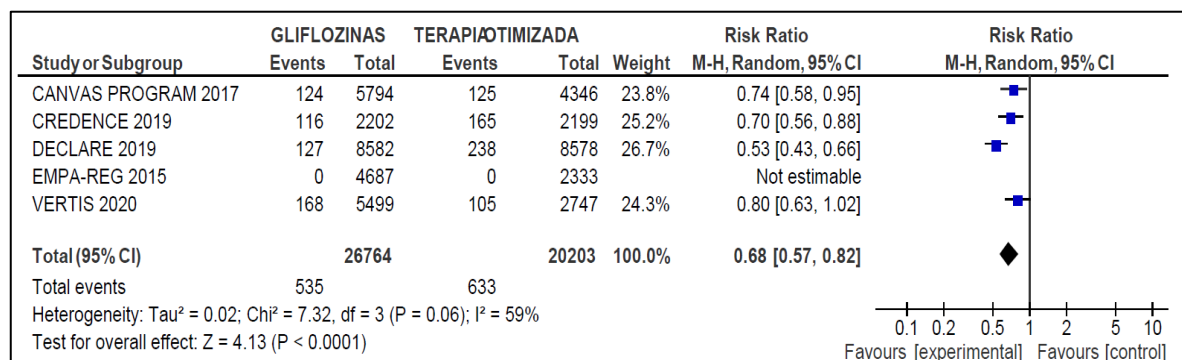 GLIFLOZINAS TERAPIA OTIMIZADA Risk Ratio Risk Ratio
Study or Subgroup Events Total Events Total Weight M-H, Random, 95% CI M-H, Random, 95% CI
CANVAS PROGRAM 2017 124 5794 125 4346 23.8% 0.74 [0.58, 0.95]
CREDENCE 2019 116 2202 165 2199 25.2% 0.70 [0.56, 0.88]
DECLARE 2019 127 8582 238 8578 26.7% 0.53 [0.43, 0.66]
EMPA-REG 2015 0 4687 0 2333 Not estimable
VERTIS 2020 168 5499 105 2747 24.3% 0.80 [0.63, 1.02]
Total (95% CI) 26764 20203 100.0% 0.68 [0.57, 0.82]
Total events 535 633
Heterogeneity: Tau² = 0.02; Chi² = 7.32, df = 3 (P = 0.06); I² = 59%
Test for overall effect: Z = 4.13 (P < 0.0001)
0.1 0.2 0.5 1 2 5 10
Favours [experimental] Favours [control]